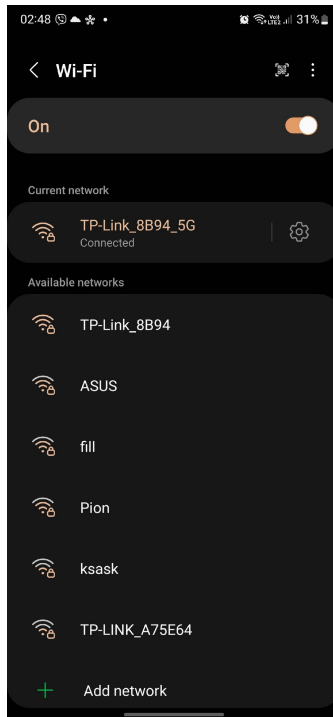 02:48
VoLTE2 31%
Wi-Fi
On
Current network
TP-Link_8B94_5G
Connected
Available networks
TP-Link_8B94
ASUS
fill
Pion
ksask
TP-LINK_A75E64
Add network